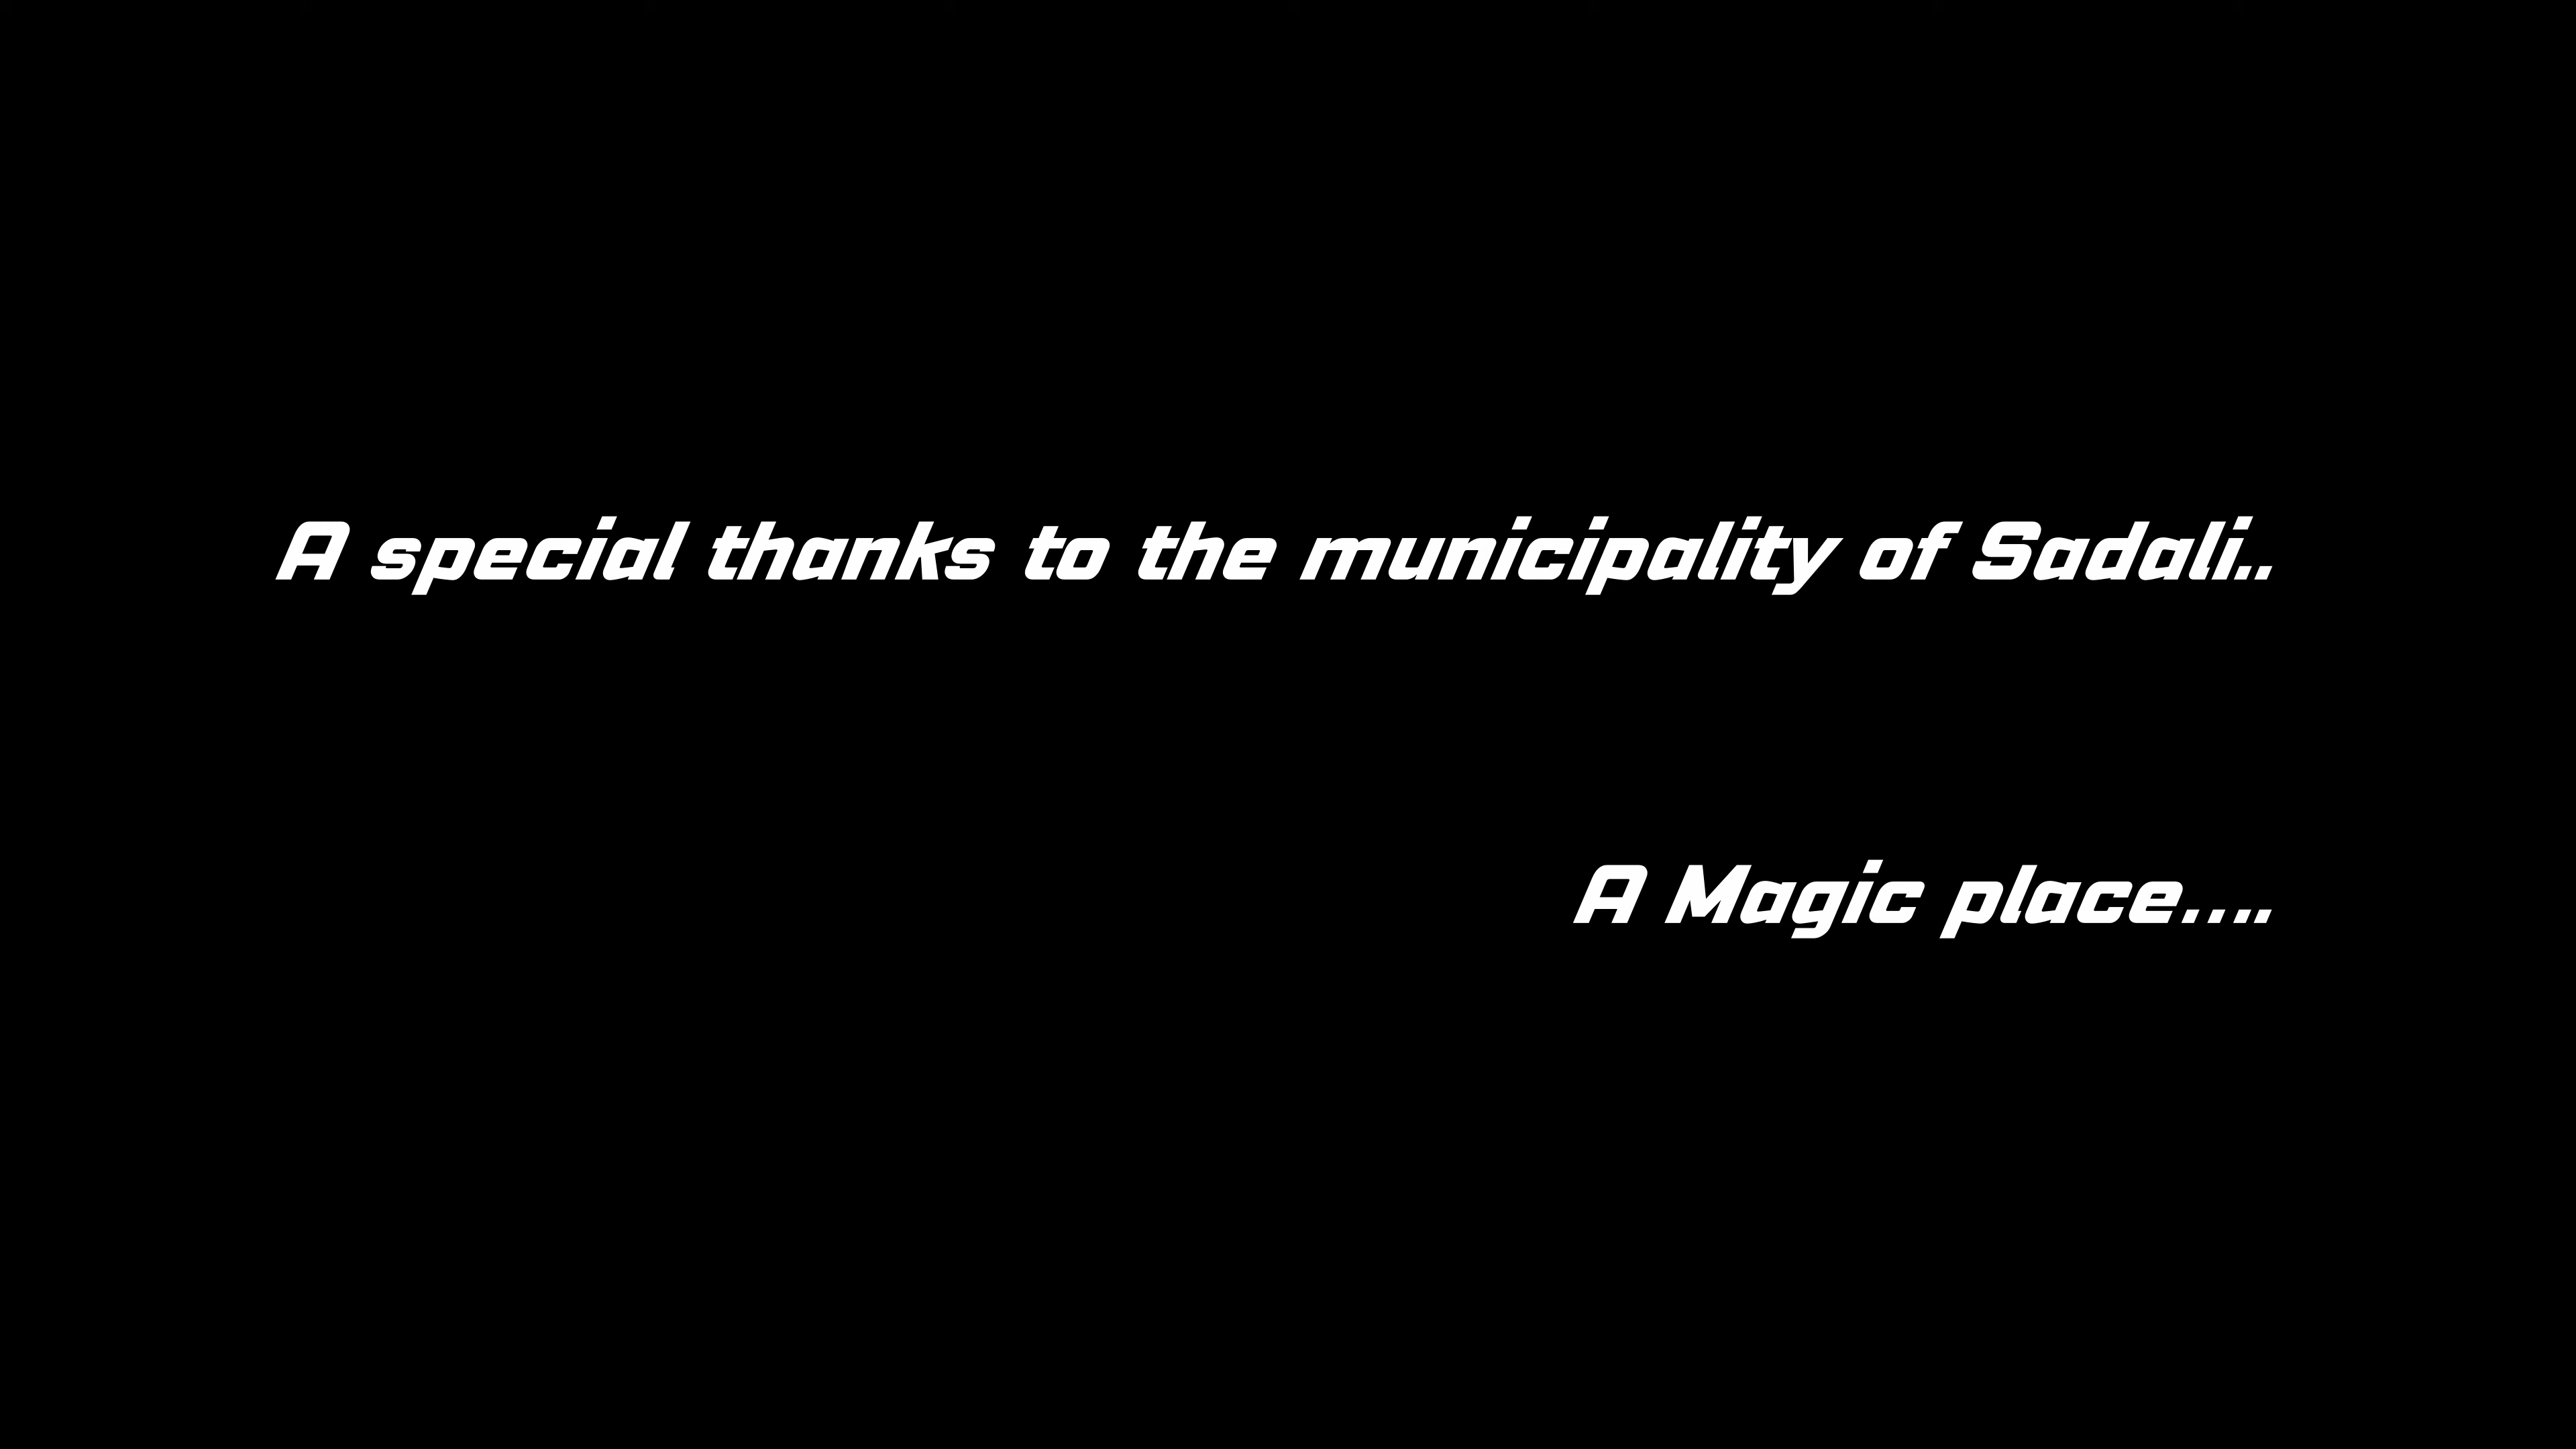 A special thanks to the municipality of Sadali..
A Magic place.....